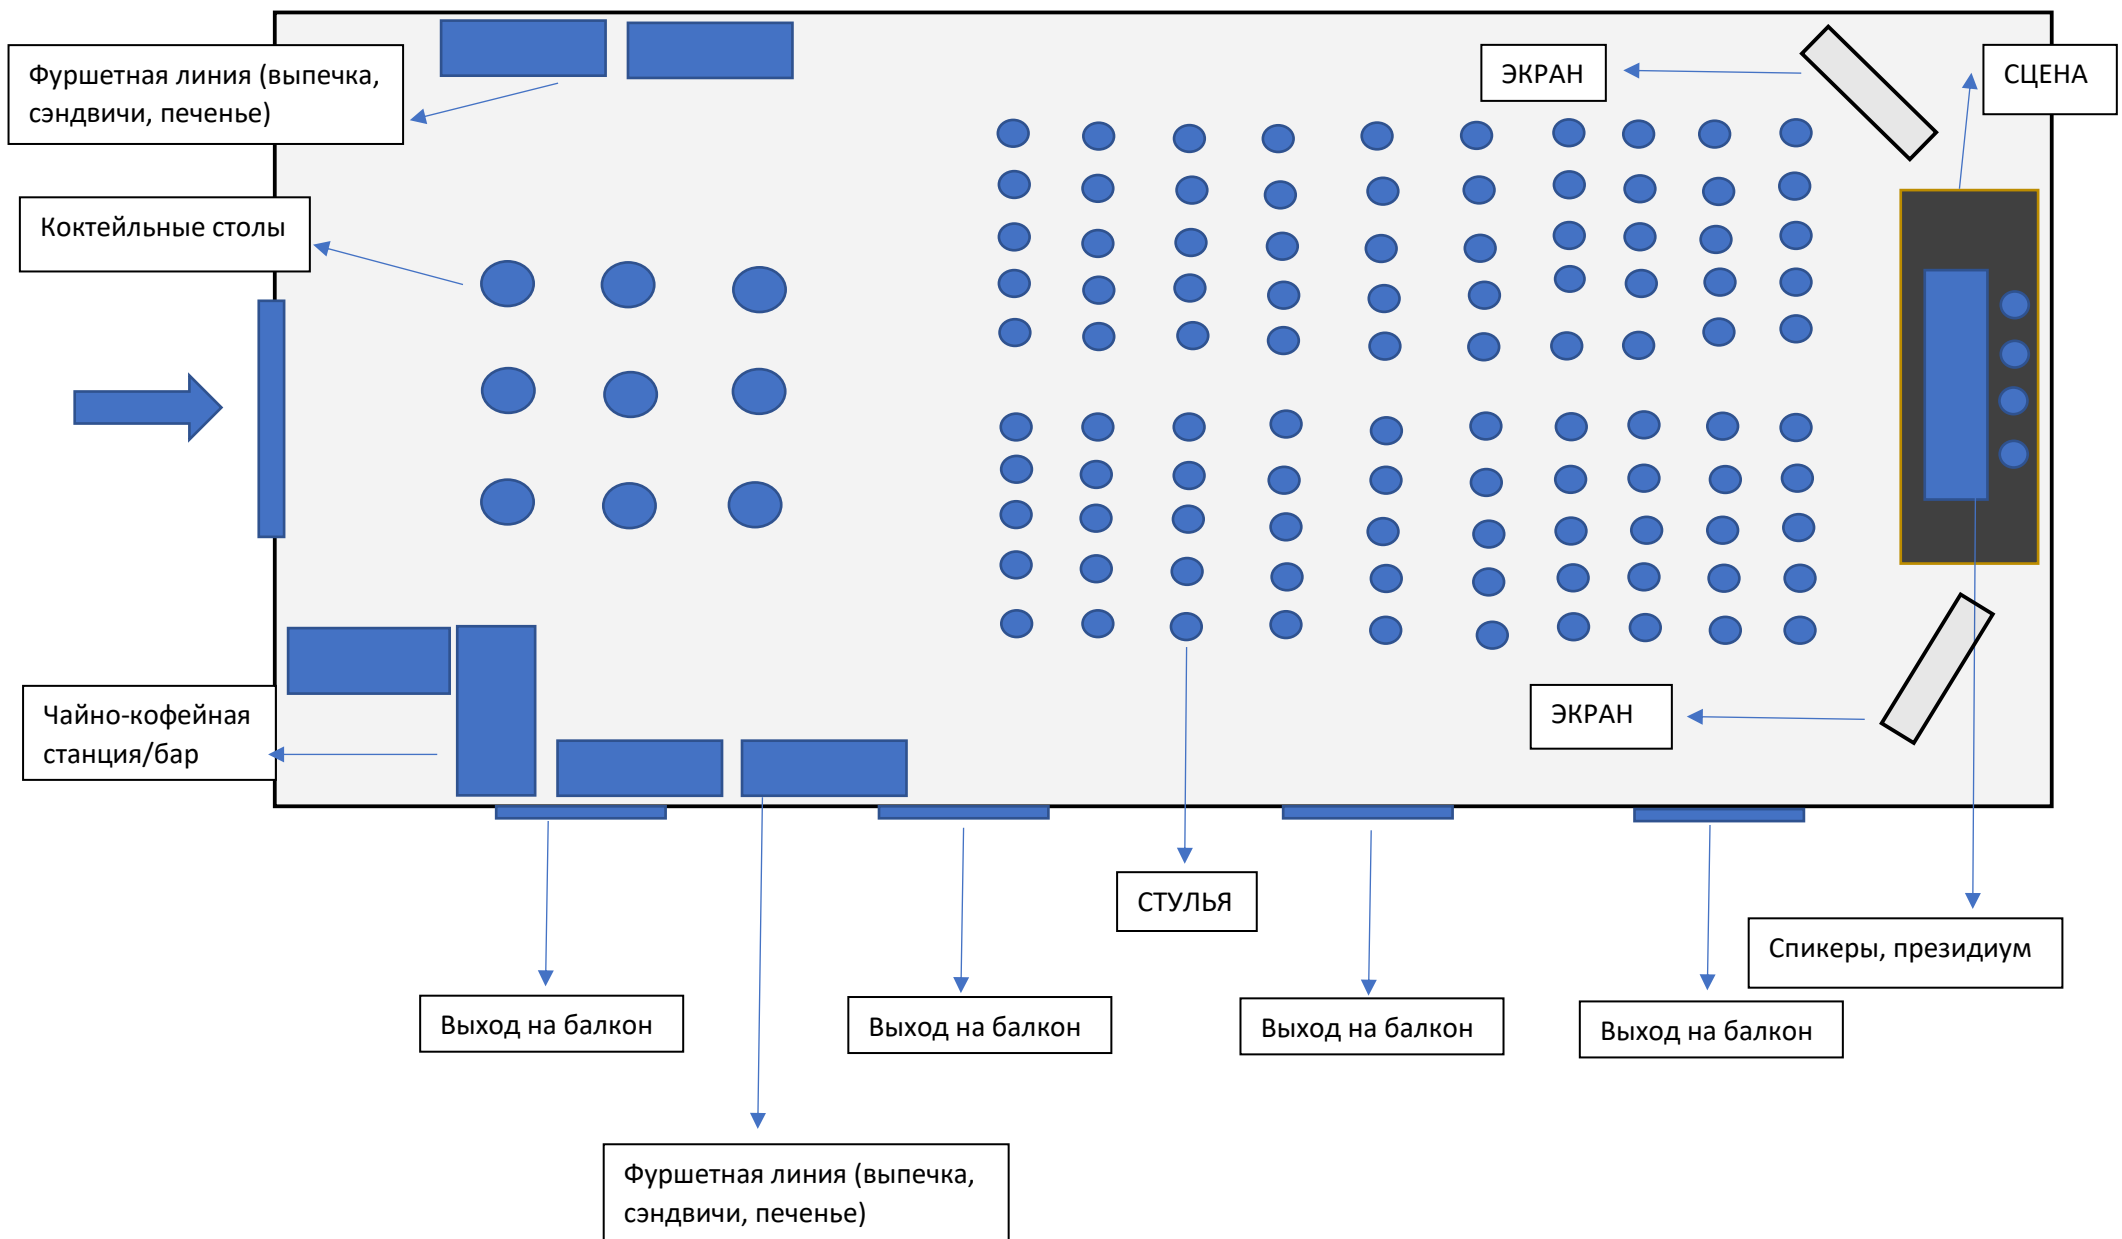 Фуршетная линия (выпечка,
сэндвичи, печенье)
ЭКРАН
СЦЕНА
Коктейльные столы
Чайно-кофейная
станция/бар
ЭКРАН
СТУЛЬЯ
Спикеры, президиум
Выход на балкон
Выход на балкон
Выход на балкон
Выход на балкон
Фуршетная линия (выпечка,
сэндвичи, печенье)